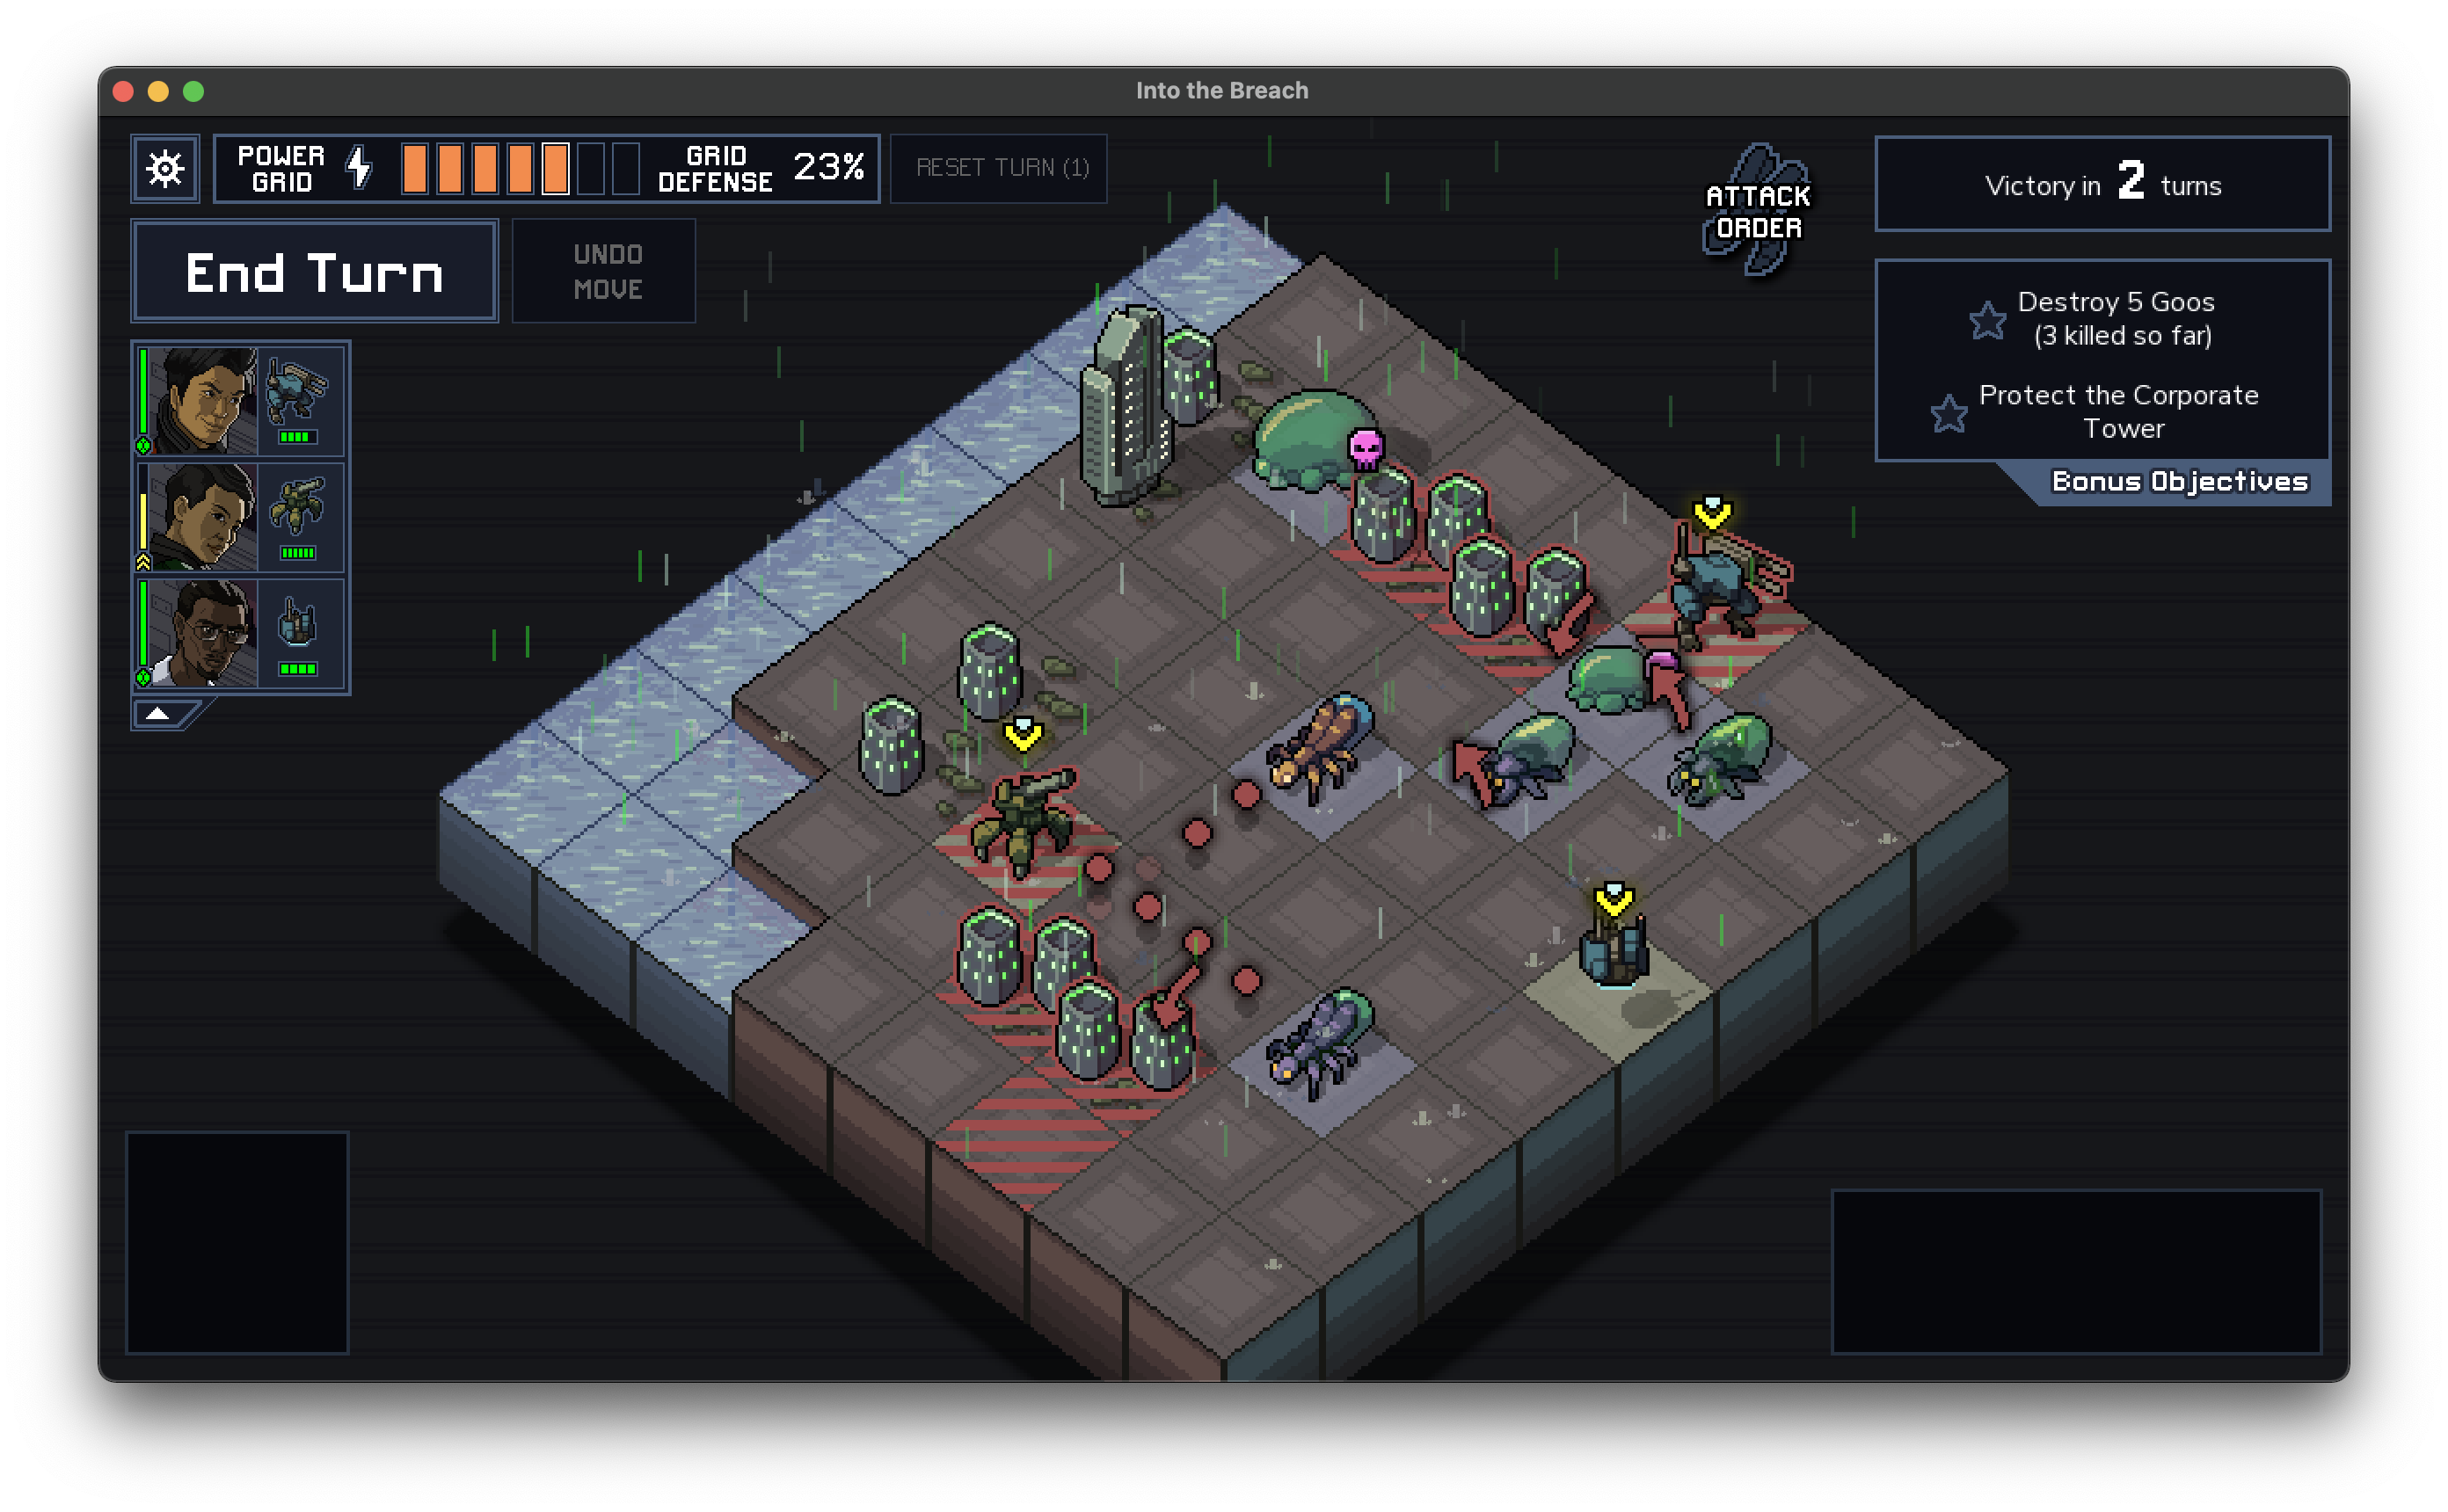 Into the Breach
POWER
GRID
GRID
DEFENSE
23%
RESET TURN (1)
ATTACK
ORDER
Victory in 2 turns
End Turn
UNDO
MOVE
Destroy 5 Goos
(3 killed so far)
Protect the Corporate
Tower
Bonus Objectives